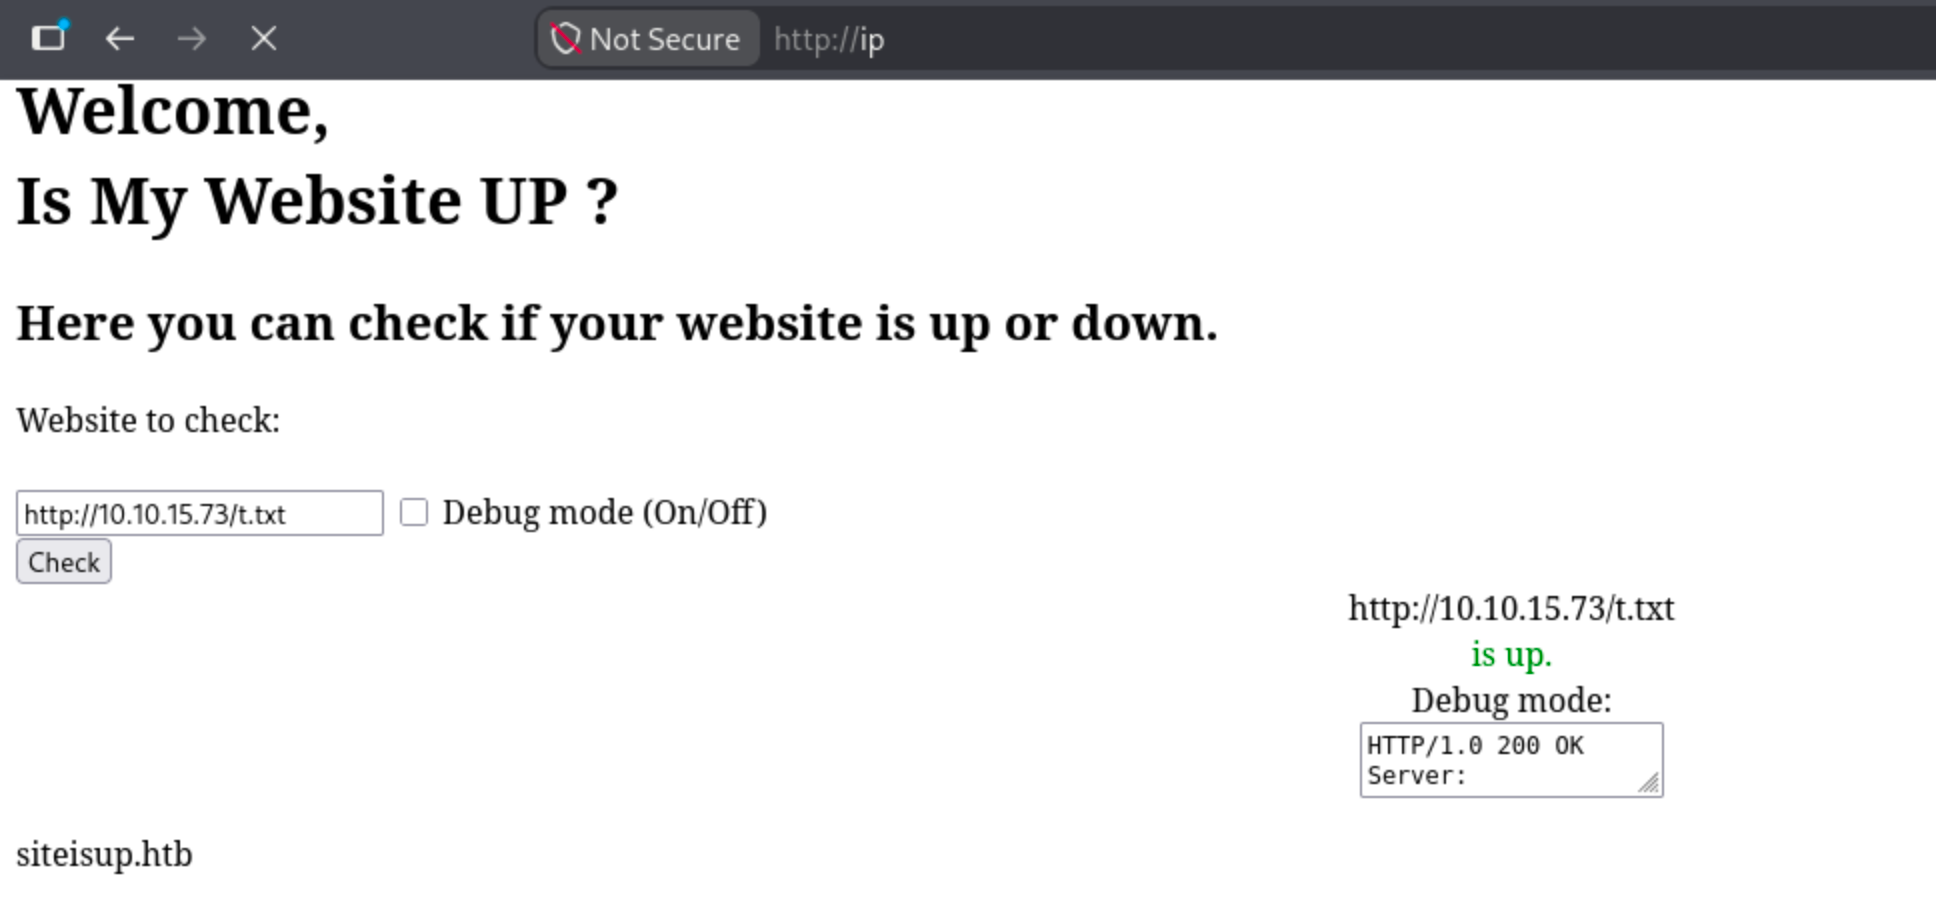 Not Secure http://ip
Welcome,
Is My Website UP ?
Here you can check if your website is up or down.
Website to check:
http://10.10.15.73/t.txt Debug mode (On/Off)
Check
http://10.10.15.73/t.txt
is up.
Debug mode:
HTTP/1.0 200 OK
Server:
siteisup.htb